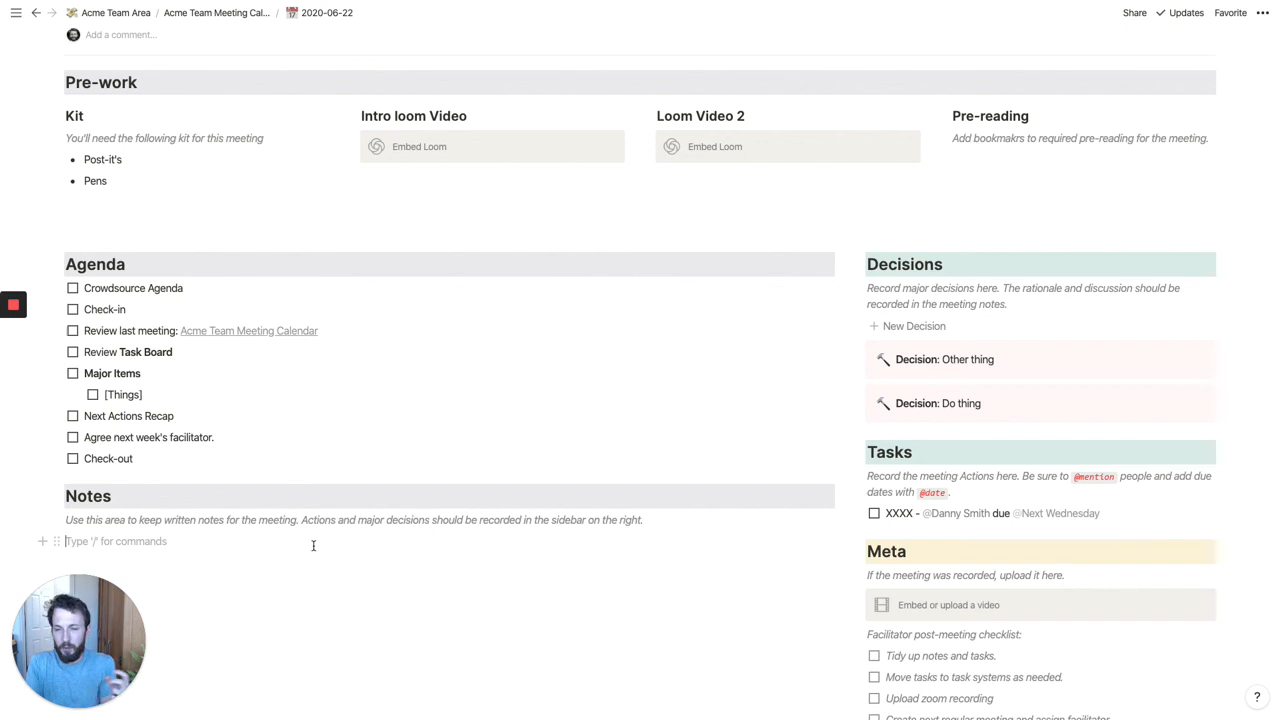 Acme Team Area / Acme Team Meeting Cal... / 2020-06-22
Share Updates Favorite
Add a comment...
Pre-work
Kit
You'll need the following kit for this meeting
Post-it's
Pens
Intro loom Video
Embed Loom
Loom Video 2
Embed Loom
Pre-reading
Add bookmakrs to required pre-reading for the meeting.
Agenda
Crowdsource Agenda
Check-in
Review last meeting: Acme Team Meeting Calendar
Review Task Board
Major Items
[Things]
Next Actions Recap
Agree next week's facilitator.
Check-out
Notes
Use this area to keep written notes for the meeting. Actions and major decisions should be recorded in the sidebar on the right.
Type '/' for commands
Decisions
Record major decisions here. The rationale and discussion should be
recorded in the meeting notes.
New Decision
Decision: Other thing
Decision: Do thing
Tasks
Record the meeting Actions here. Be sure to @mention people and add due
dates with @date.
XXXX - @Danny Smith due @Next Wednesday
Meta
If the meeting was recorded, upload it here.
Embed or upload a video
Facilitator post-meeting checklist:
Tidy up notes and tasks.
Move tasks to task systems as needed.
Upload zoom recording
Create next regular meeting and assign facilitator
?